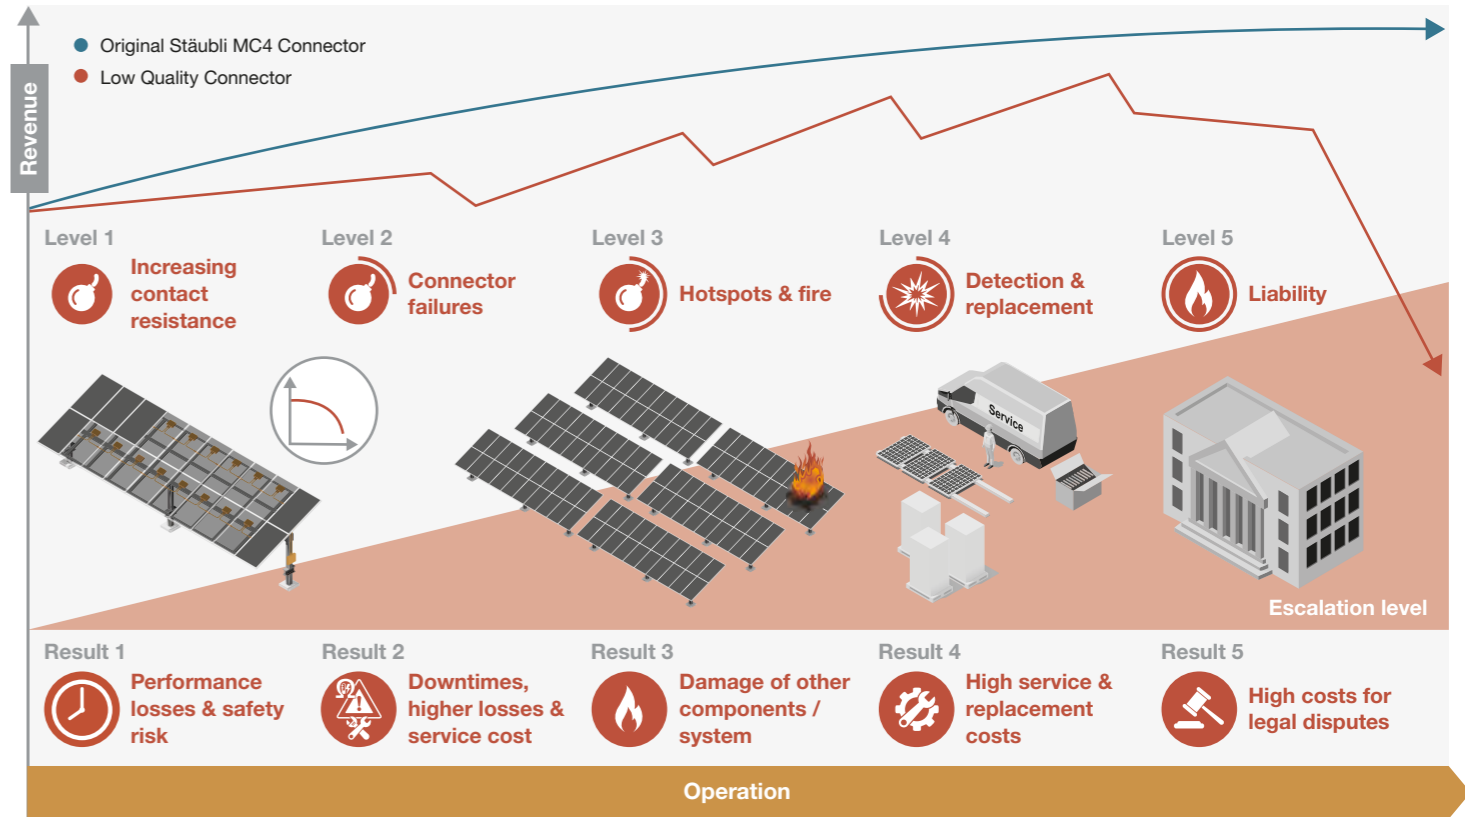 Original Stäubli MC4 Connector
Low Quality Connector
Revenue
Level 1
Increasing
contact
resistance
Level 2
Connector
failures
Level 3
Hotspots & fire
Level 4
Detection &
replacement
Level 5
Liability
Service
Escalation level
Result 1
Performance
losses & safety
risk
Result 2
Downtimes,
higher losses &
service cost
Result 3
Damage of other
components /
system
Result 4
High service &
replacement
costs
Result 5
High costs for
legal disputes
Operation